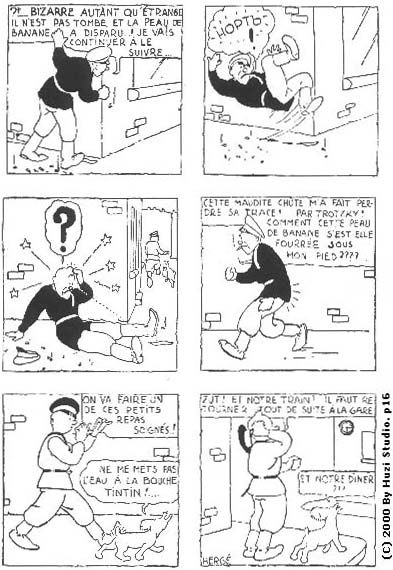 ?!... BIZARRE AUTANT QU'ÉTRANGE
IL N'EST PAS TOMBÉ, ET LA PEAU DE
BANANE A DISPARU! JE VAIS
CONTINUER À LE
SUIVRE...
HOPTD
!
?
CETTE MAUDITE CHUTE M'A FAIT PER-
DRE SA TRACE! PAR TROTZKY!
COMMENT CETTE PEAU
DE BANANE S'EST-ELLE
FOURRÉE SOUS
MON PIED????
ON VA FAIRE UN
DE CES PETITS
REPAS
SOIGNÉS!
NE ME METS PAS
L'EAU À LA BOUCHE
TINTIN!...
ZUT! ET NOTRE TRAIN! IL FAUT RE
TOURNER TOUT DE SUITE À LA GARE
ET NOTRE DINER
???
HERGÉ
(C) 2000 By Huzi Studio. p16